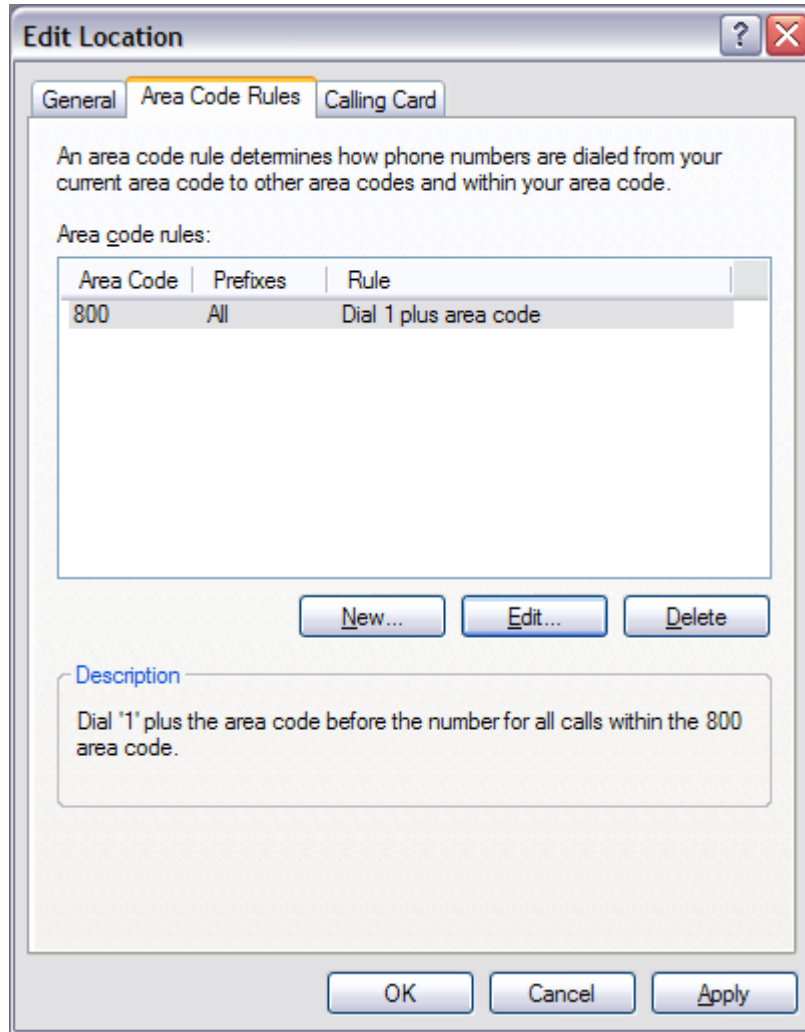 Edit Location
?
General Area Code Rules Calling Card
An area code rule determines how phone numbers are dialed from your
current area code to other area codes and within your area code.
Area code rules:
Area Code Prefixes Rule
800 All Dial 1 plus area code
New... Edit... Delete
Description
Dial '1' plus the area code before the number for all calls within the 800
area code.
OK Cancel Apply